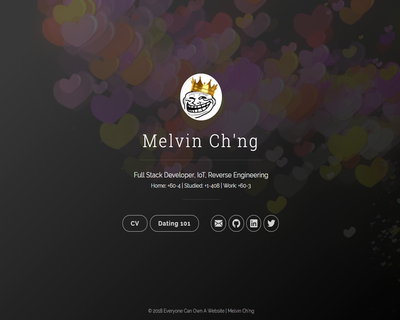 Melvin Ch'ng
Full Stack Developer, IoT, Reverse Engineering
Home: +60-4 | Studied: +1-408 | Work: +60-3
CV
Dating 101
© 2018 Everyone Can Own A Website | Melvin Ch'ng